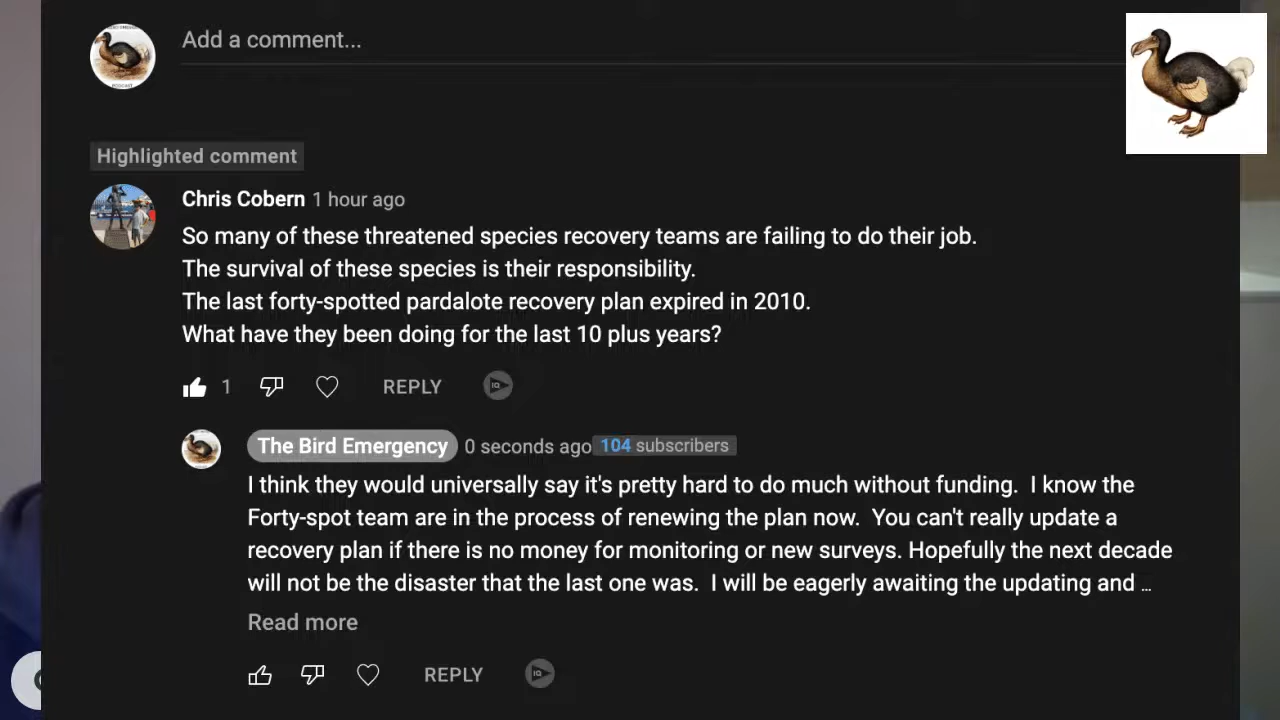 Add a comment...
Highlighted comment
Chris Cobern 1 hour ago
So many of these threatened species recovery teams are failing to do their job.
The survival of these species is their responsibility.
The last forty-spotted pardalote recovery plan expired in 2010.
What have they been doing for the last 10 plus years?
1 REPLY IQ
The Bird Emergency 0 seconds ago 104 subscribers
I think they would universally say it's pretty hard to do much without funding. I know the
Forty-spot team are in the process of renewing the plan now. You can't really update a
recovery plan if there is no money for monitoring or new surveys. Hopefully the next decade
will not be the disaster that the last one was. I will be eagerly awaiting the updating and ...
Read more
REPLY IQ